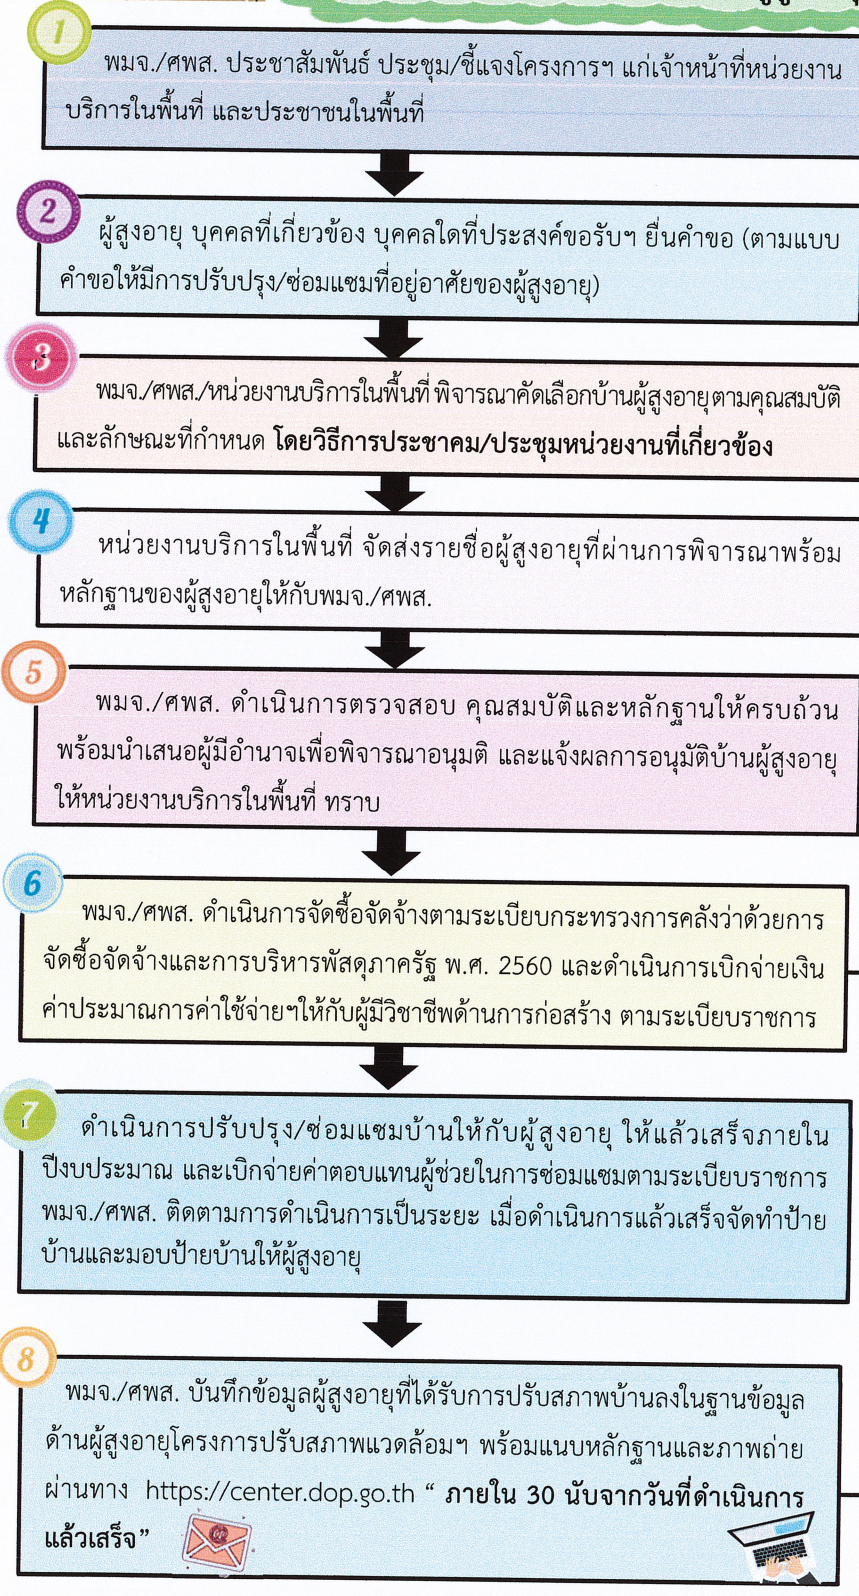 1
พมจ./ศพส. ประชาสัมพันธ์ ประชุม/ชี้แจงโครงการฯ แก่เจ้าหน้าที่หน่วยงาน
บริการในพื้นที่ และประชาชนในพื้นที่
2
ผู้สูงอายุ บุคคลที่เกี่ยวข้อง บุคคลใดที่ประสงค์ขอรับฯ ยื่นคำขอ (ตามแบบ
คำขอให้มีการปรับปรุง/ซ่อมแซมที่อยู่อาศัยของผู้สูงอายุ)
3
พมจ./ศพส./หน่วยงานบริการในพื้นที่ พิจารณาคัดเลือกบ้านผู้สูงอายุตามคุณสมบัติ
และลักษณะที่กำหนด โดยวิธีการประชาคม/ประชุมหน่วยงานที่เกี่ยวข้อง
4
หน่วยงานบริการในพื้นที่ จัดส่งรายชื่อผู้สูงอายุที่ผ่านการพิจารณาพร้อม
หลักฐานของผู้สูงอายุให้กับพมจ./ศพส.
5
พมจ./ศพส. ดำเนินการตรวจสอบ คุณสมบัติและหลักฐานให้ครบถ้วน
พร้อมนำเสนอผู้มีอำนาจเพื่อพิจารณาอนุมติ และแจ้งผลการอนุมัติบ้านผู้สูงอายุ
ให้หน่วยงานบริการในพื้นที่ ทราบ
6
พมจ./ศพส. ดำเนินการจัดซื้อจัดจ้างตามระเบียบกระทรวงการคลังว่าด้วยการ
จัดซื้อจัดจ้างและการบริหารพัสดุภาครัฐ พ.ศ. 2560 และดำเนินการเบิกจ่ายเงิน
ค่าประมาณการค่าใช้จ่ายฯให้กับผู้มีวิชาชีพด้านการก่อสร้าง ตามระเบียบราชการ
7
ดำเนินการปรับปรุง/ซ่อมแซมบ้านให้กับผู้สูงอายุ ให้แล้วเสร็จภายใน
ปีงบประมาณ และเบิกจ่ายค่าตอบแทนผู้ช่วยในการซ่อมแซมตามระเบียบราชการ
พมจ./ศพส. ติดตามการดำเนินการเป็นระยะ เมื่อดำเนินการแล้วเสร็จจัดทำป้าย
บ้านและมอบป้ายบ้านให้ผู้สูงอายุ
8
พมจ./ศพส. บันทึกข้อมูลผู้สูงอายุที่ได้รับการปรับสภาพบ้านลงในฐานข้อมูล
ด้านผู้สูงอายุโครงการปรับสภาพแวดล้อมฯ พร้อมแนบหลักฐานและภาพถ่าย
ผ่านทาง https://center.dop.go.th “ ภายใน 30 นับจากวันที่ดำเนินการ
แล้วเสร็จ”